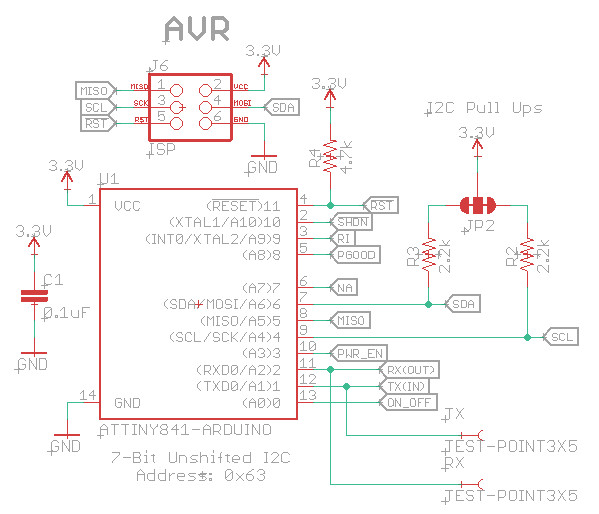 AVR
J6
3.3V
MISO MISO 1 2 VCC
SCL SCK 3 4 MOSI SDA
RST RST 5 6 GND
ISP
GND
3.3V
R4
4.7k
I2C Pull Ups
3.3V
JP2
R3
2.2k
R2
2.2k
3.3V
U1
1 VCC
(RESET)11 4 RST
(XTAL1/A10)10 2 SHDN
(INT0/XTAL2/A9)9 3 RI
(A8)8 5 PGOOD
(A7)7 6 NA
(SDA/MOSI/A6)6 7 SDA
(MISO/A5)5 8 MISO
(SCL/SCK/A4)4 9 SCL
(A3)3 10 PWR_EN
(RXD0/A2)2 11 RX(OUT)
(TXD0/A1)1 12 TX(IN)
14 GND (A0)0 13 ON_OFF
3.3V
C1
0.1uF
GND
GND
ATTINY841-ARDUINO
7-Bit Unshifted I2C
Address: 0x63
TX
TEST-POINT3X5
RX
TEST-POINT3X5